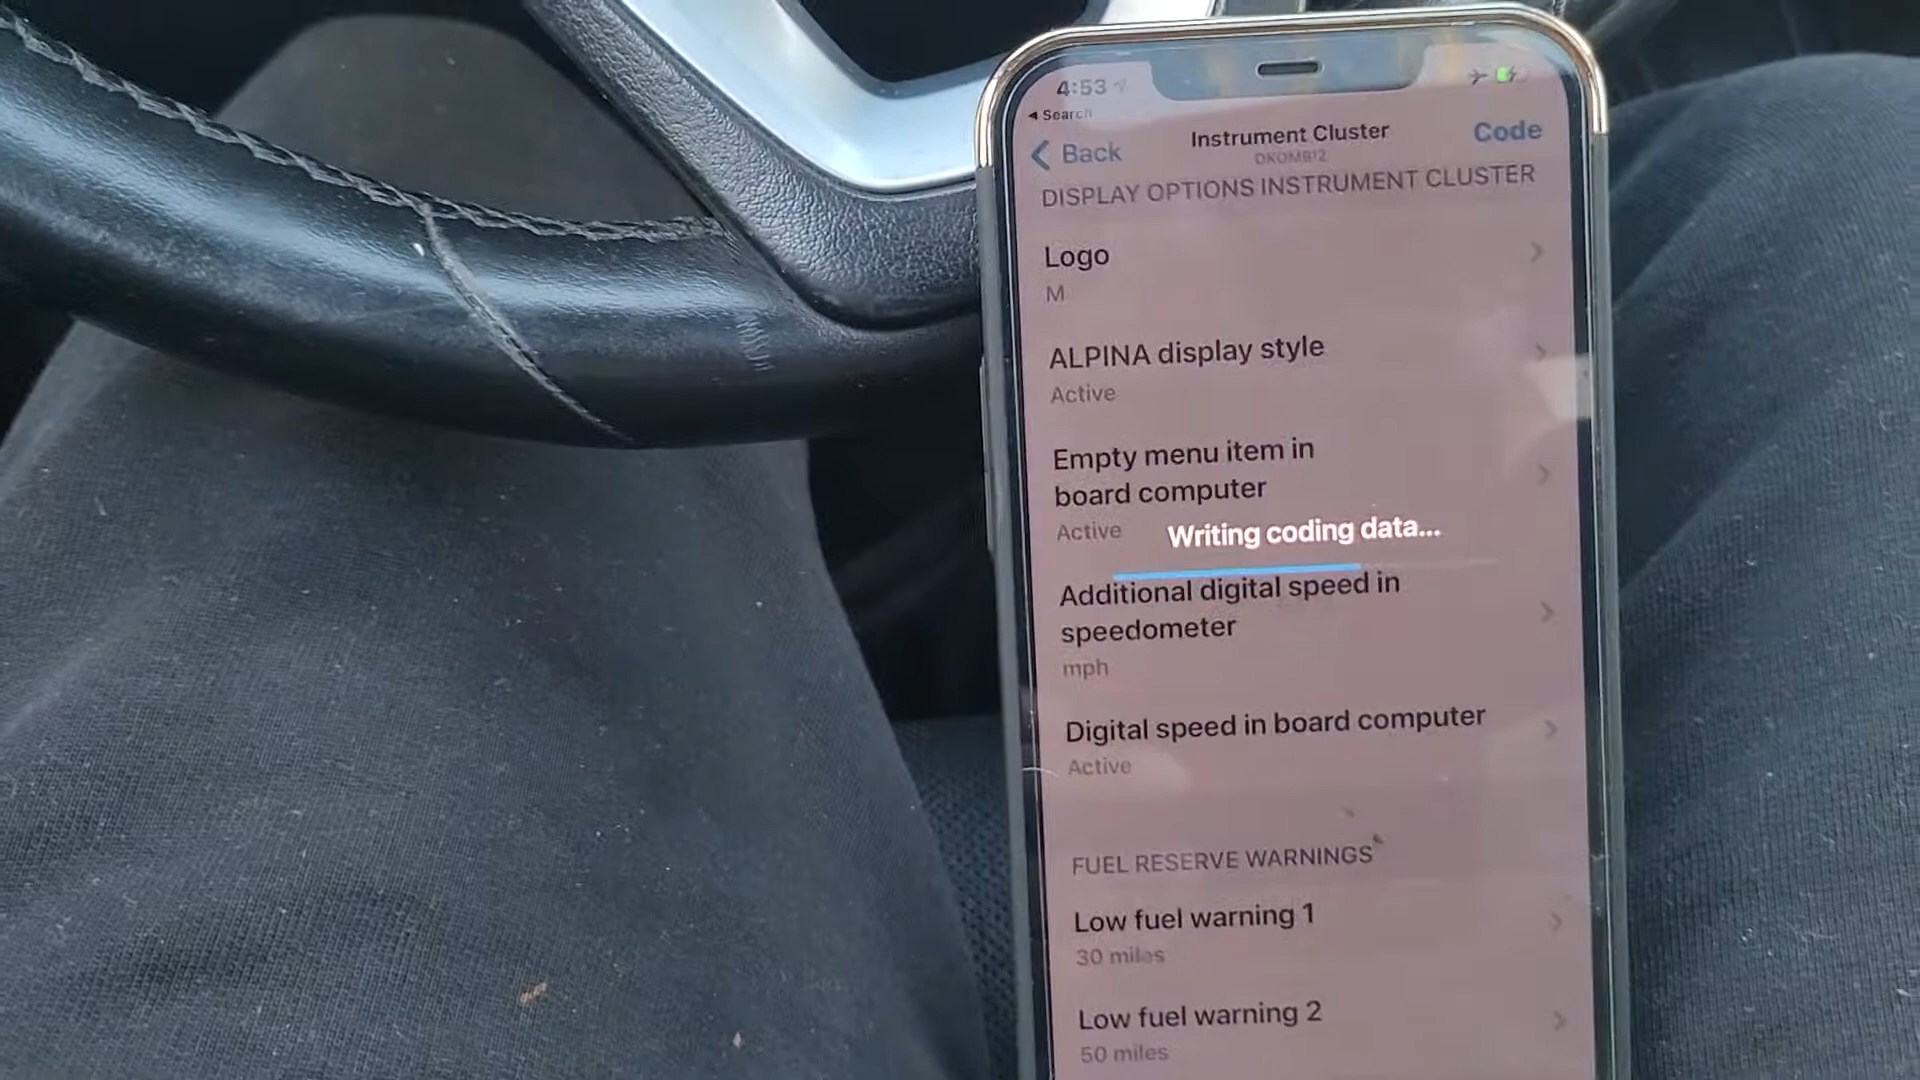 4:53
Search
Back
Instrument Cluster
Code
DKOMBI2
DISPLAY OPTIONS INSTRUMENT CLUSTER
Logo
M
ALPINA display style
Active
Empty menu item in
board computer
Active
Writing coding data...
Additional digital speed in
speedometer
mph
Digital speed in board computer
Active
FUEL RESERVE WARNINGS
Low fuel warning 1
30 miles
Low fuel warning 2
50 miles